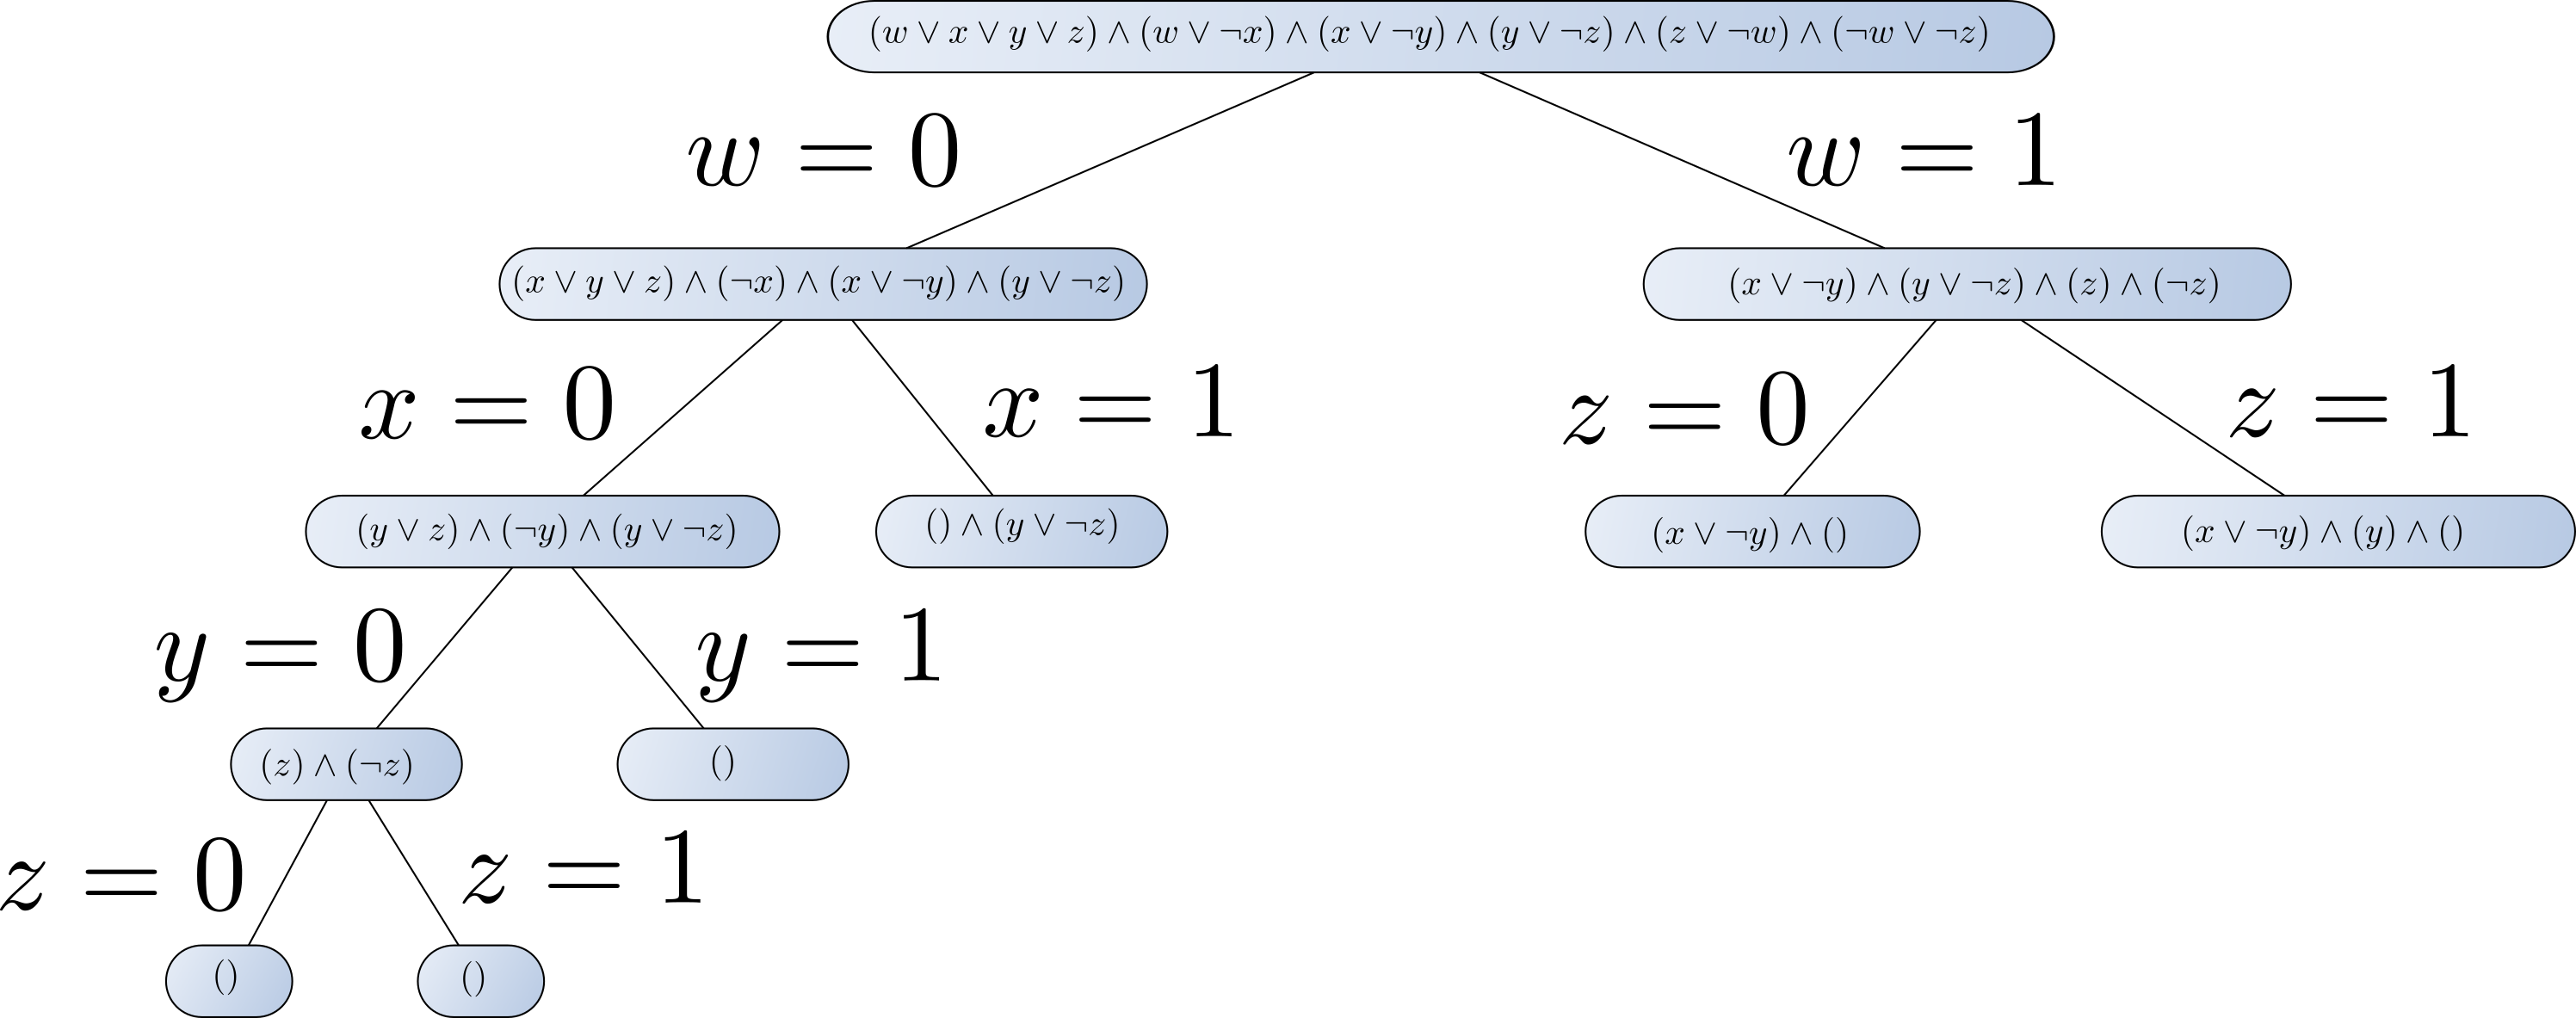 (w ∨ x ∨ y ∨ z) ∧ (w ∨ ¬x) ∧ (x ∨ ¬y) ∧ (y ∨ ¬z) ∧ (z ∨ ¬w) ∧ (¬w ∨ ¬z)
w = 0
w = 1
(x ∨ y ∨ z) ∧ (¬x) ∧ (x ∨ ¬y) ∧ (y ∨ ¬z)
(x ∨ ¬y) ∧ (y ∨ ¬z) ∧ (z) ∧ (¬z)
x = 0
x = 1
z = 0
z = 1
(y ∨ z) ∧ (¬y) ∧ (y ∨ ¬z)
() ∧ (y ∨ ¬z)
(x ∨ ¬y) ∧ ()
(x ∨ ¬y) ∧ (y) ∧ ()
y = 0
y = 1
(z) ∧ (¬z)
()
z = 0
z = 1
()
()